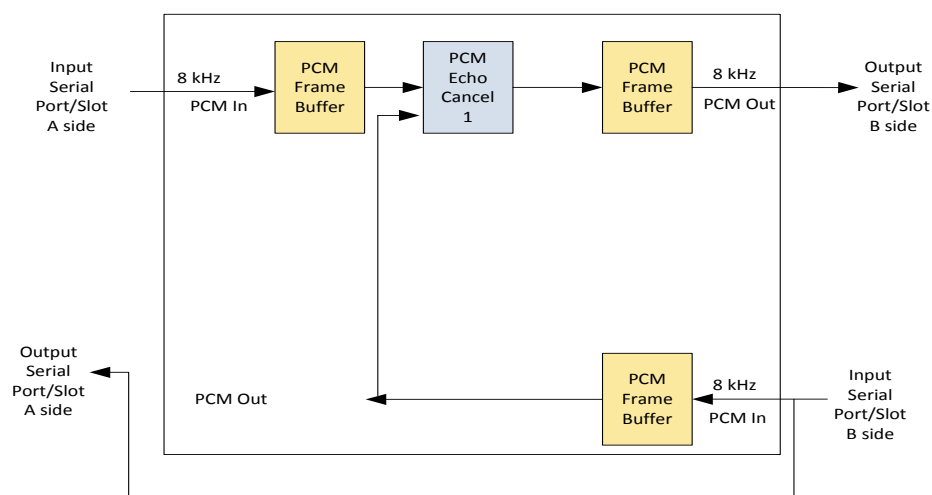 Input
Serial
Port/Slot
A side
8 kHz
PCM In
PCM
Frame
Buffer
PCM
Echo
Cancel
1
PCM
Frame
Buffer
8 kHz
PCM Out
Output
Serial
Port/Slot
B side
Output
Serial
Port/Slot
A side
PCM Out
PCM
Frame
Buffer
8 kHz
PCM In
Input
Serial
Port/Slot
B side